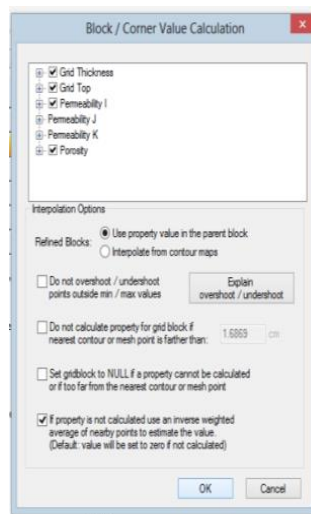 Block / Corner Value Calculation
x
Grid Thickness
Grid Top
Permeability I
Permeability J
Permeability K
Porosity
Interpolation Options
Refined Blocks:
Use property value in the parent block
Interpolate from contour maps
Do not overshoot / undershoot
points outside min / max values
Explain
overshoot / undershoot
Do not calculate property for grid block if
nearest contour or mesh point is farther than:
1.6869 cm
Set gridblock to NULL if a property cannot be calculated
or if too far from the nearest contour or mesh point
If property is not calculated use an inverse weighted
average of nearby points to estimate the value.
(Default: value will be set to zero if not calculated)
OK
Cancel